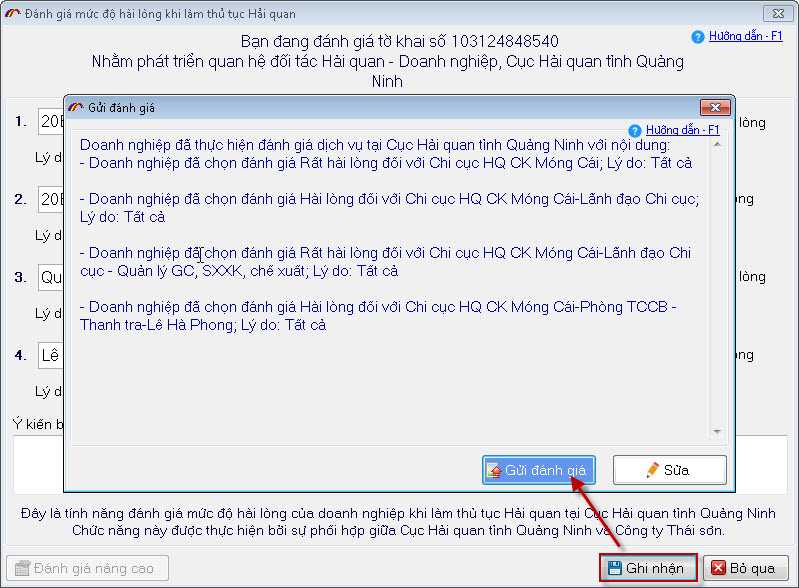 Đánh giá mức độ hài lòng khi làm thủ tục Hải quan
Bạn đang đánh giá tờ khai số 103124848540
Hướng dẫn - F1
Nhằm phát triển quan hệ đối tác Hải quan - Doanh nghiệp, Cục Hải quan tỉnh Quảng
Ninh
Gửi đánh giá
Hướng dẫn - F1
Doanh nghiệp đã thực hiện đánh giá dịch vụ tại Cục Hải quan tỉnh Quảng Ninh với nội dung:
- Doanh nghiệp đã chọn đánh giá Rất hài lòng đối với Chi cục HQ CK Móng Cái; Lý do: Tất cả
- Doanh nghiệp đã chọn đánh giá Hài lòng đối với Chi cục HQ CK Móng Cái-Lãnh đạo Chi cục;
Lý do: Tất cả
- Doanh nghiệp đã chọn đánh giá Rất hài lòng đối với Chi cục HQ CK Móng Cái-Lãnh đạo Chi
cục - Quản lý GC, SXXK, chế xuất; Lý do: Tất cả
- Doanh nghiệp đã chọn đánh giá Hài lòng đối với Chi cục HQ CK Móng Cái-Phòng TCCB -
Thanh tra-Lê Hà Phong; Lý do: Tất cả
Gửi đánh giá
Sửa
1. 20 lòng
Lý d
2. 20
Lý d
3. Qu lòng
Lý d
4. Lê
Lý d
Ý kiến b
Đây là tính năng đánh giá mức độ hài lòng của doanh nghiệp khi làm thủ tục Hải quan tại Cục Hải quan tỉnh Quảng Ninh
Chức năng này được thực hiện bởi sự phối hợp giữa Cục Hải quan tỉnh Quảng Ninh và Công ty Thái sơn.
Đánh giá nâng cao
Ghi nhận
Bỏ qua